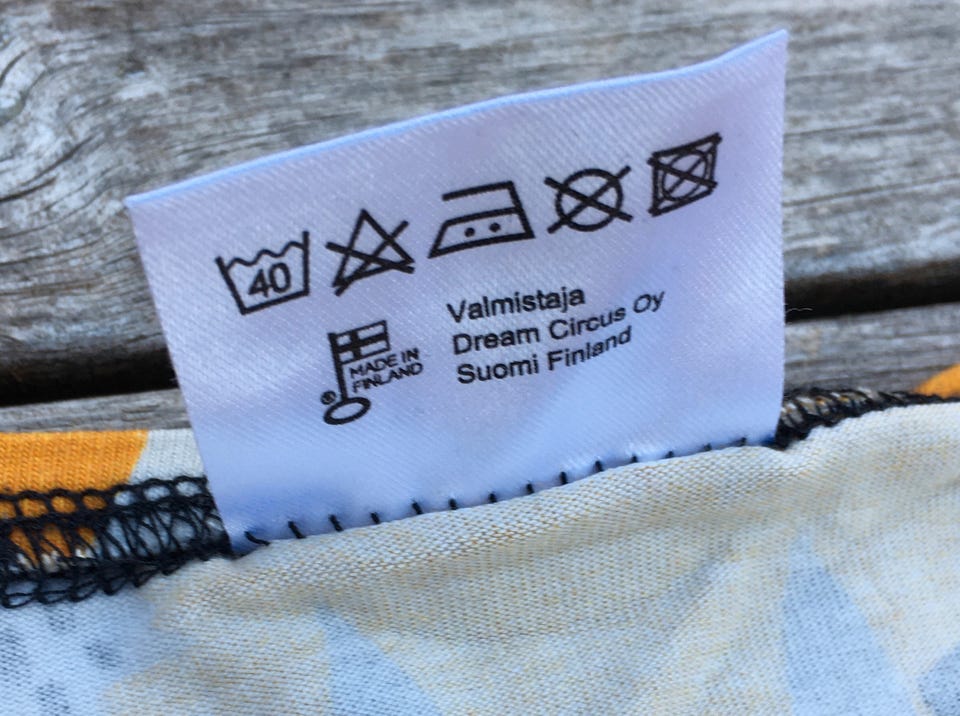 40
MADE IN
FINLAND
®
Valmistaja
Dream Circus Oy
Suomi Finland